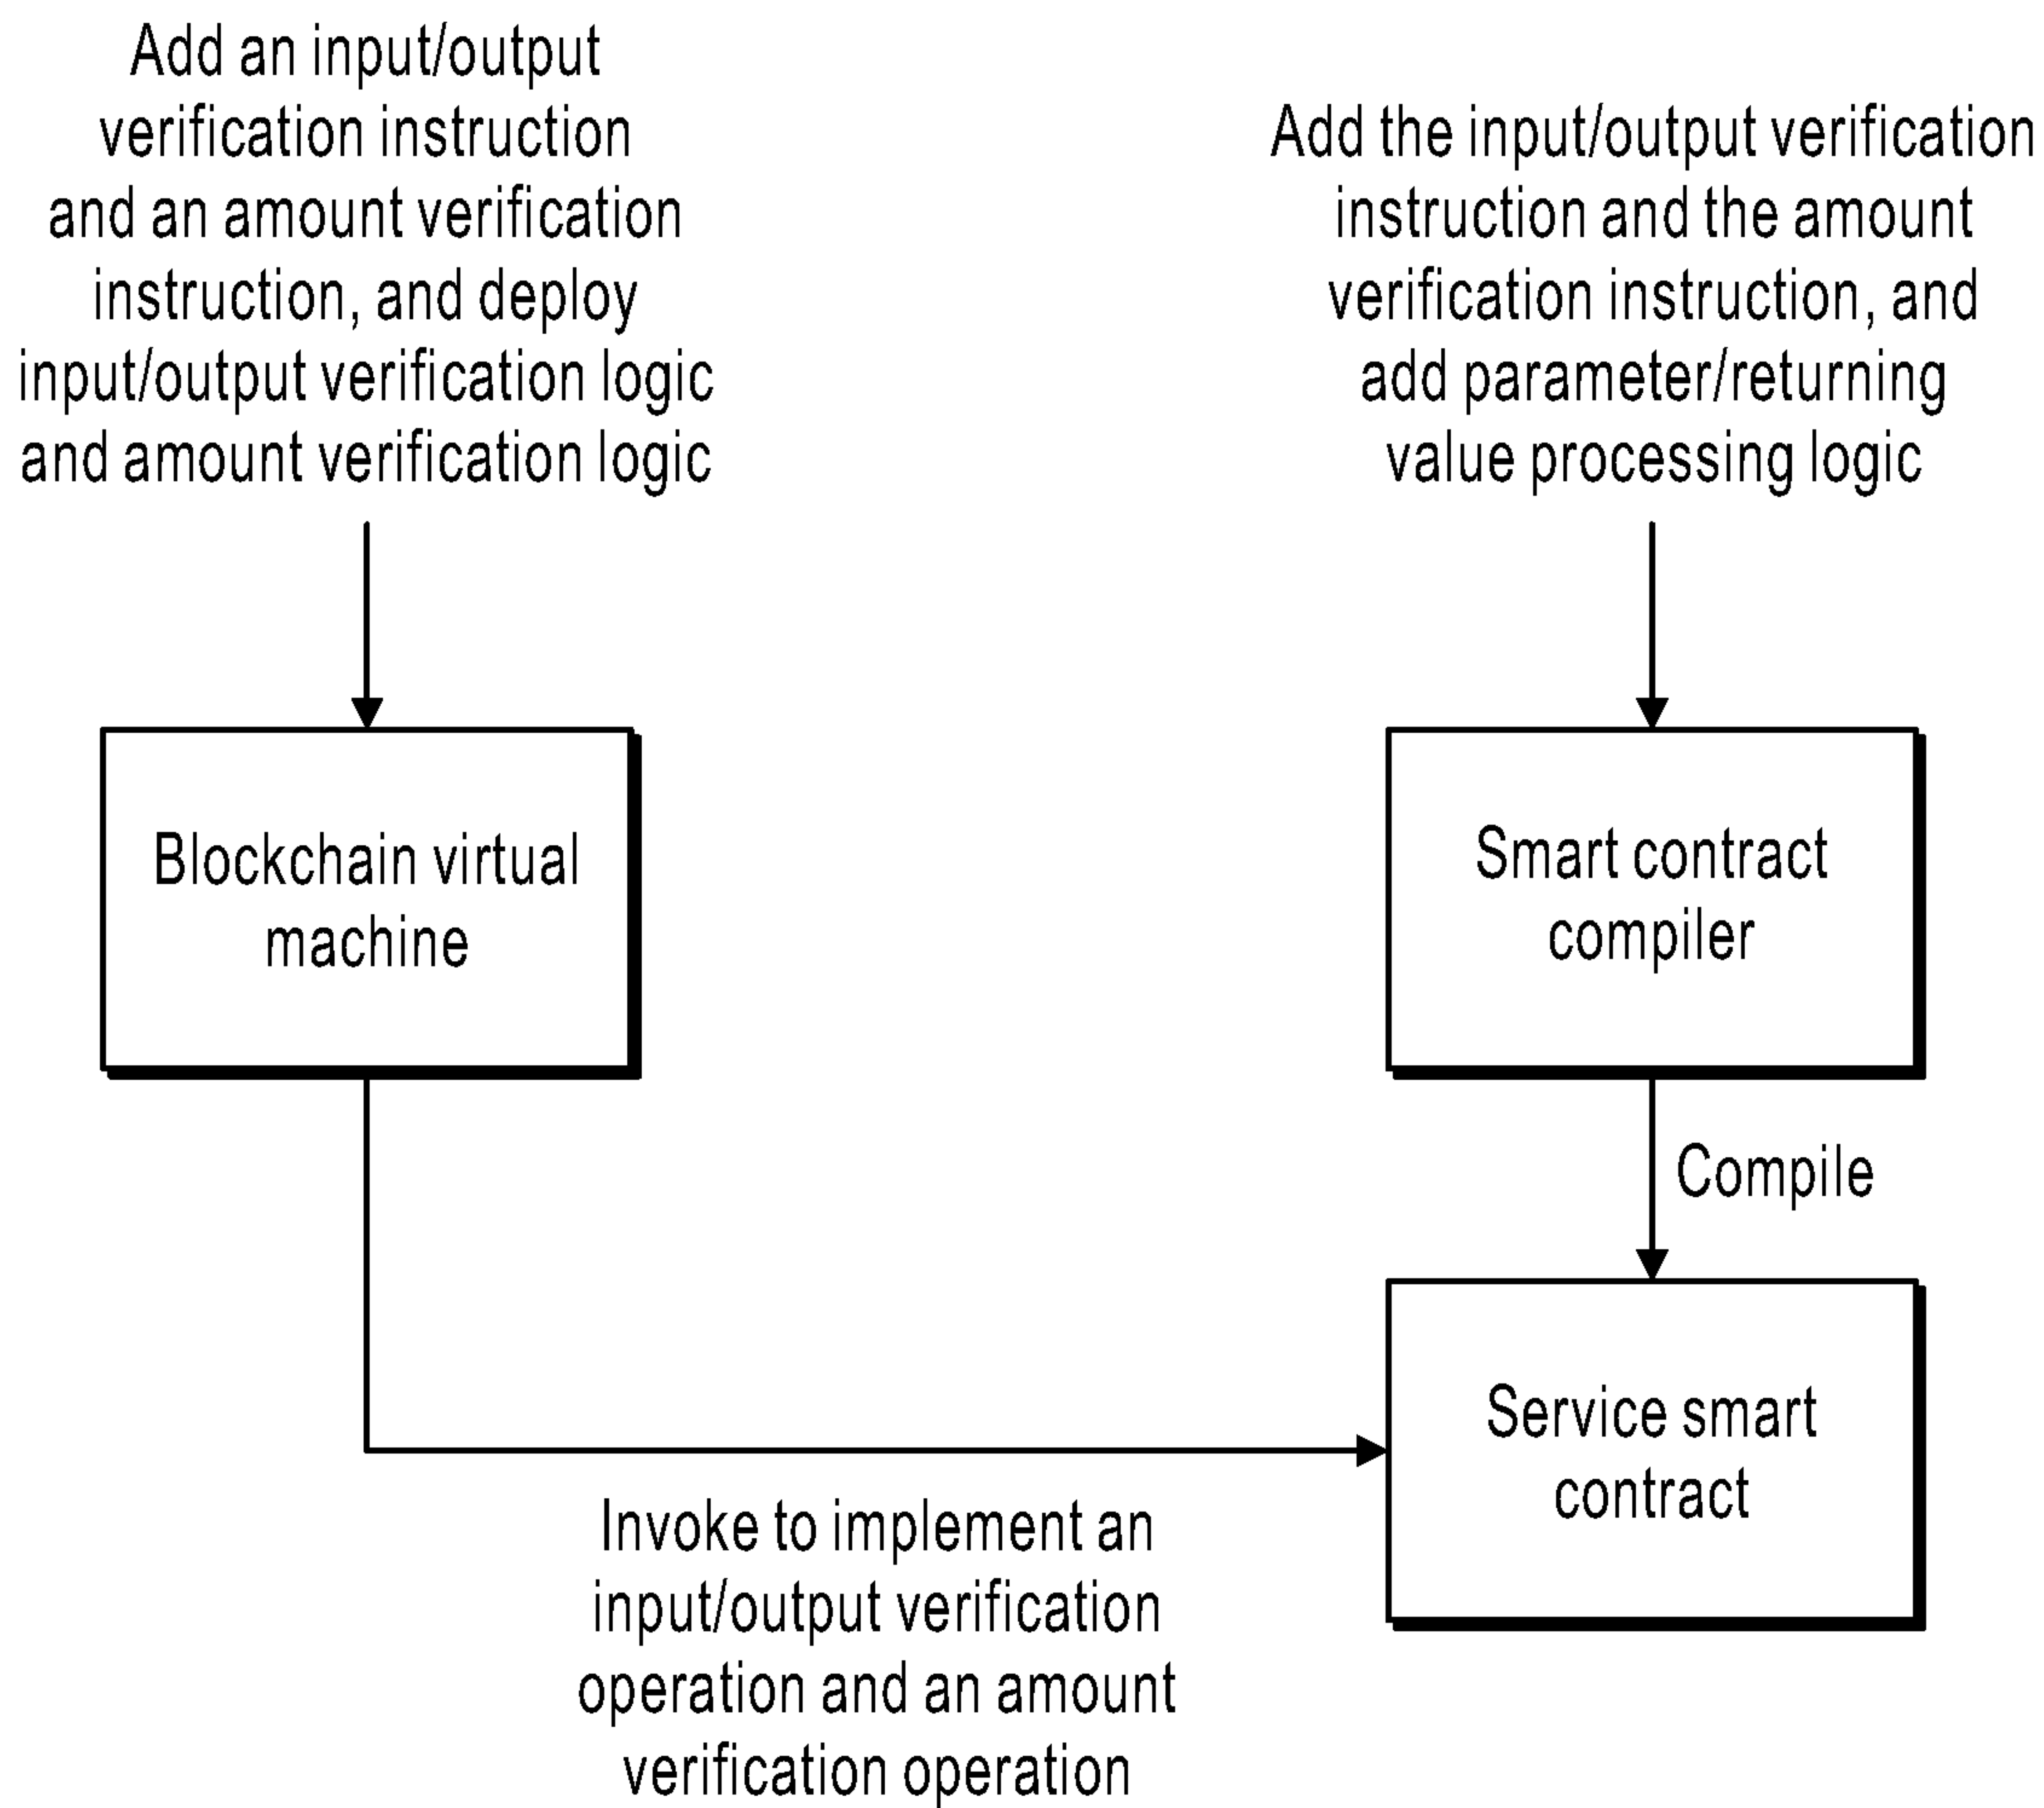 Add an input/output
verification instruction
and an amount verification
instruction, and deploy
input/output verification logic
and amount verification logic
Add the input/output verification
instruction and the amount
verification instruction, and
add parameter/returning
value processing logic
Blockchain virtual
machine
Smart contract
compiler
Compile
Service smart
contract
Invoke to implement an
input/output verification
operation and an amount
verification operation